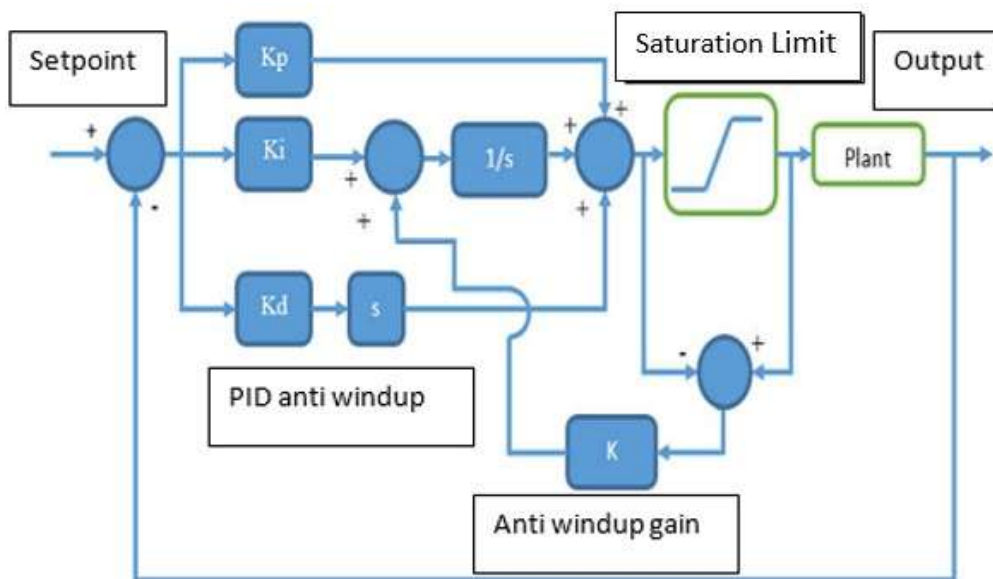 Setpoint
Kp
Saturation Limit
Output
+
+
+
Ki
+
1/s
+
Plant
-
+
+
Kd
s
-
+
PID anti windup
K
Anti windup gain